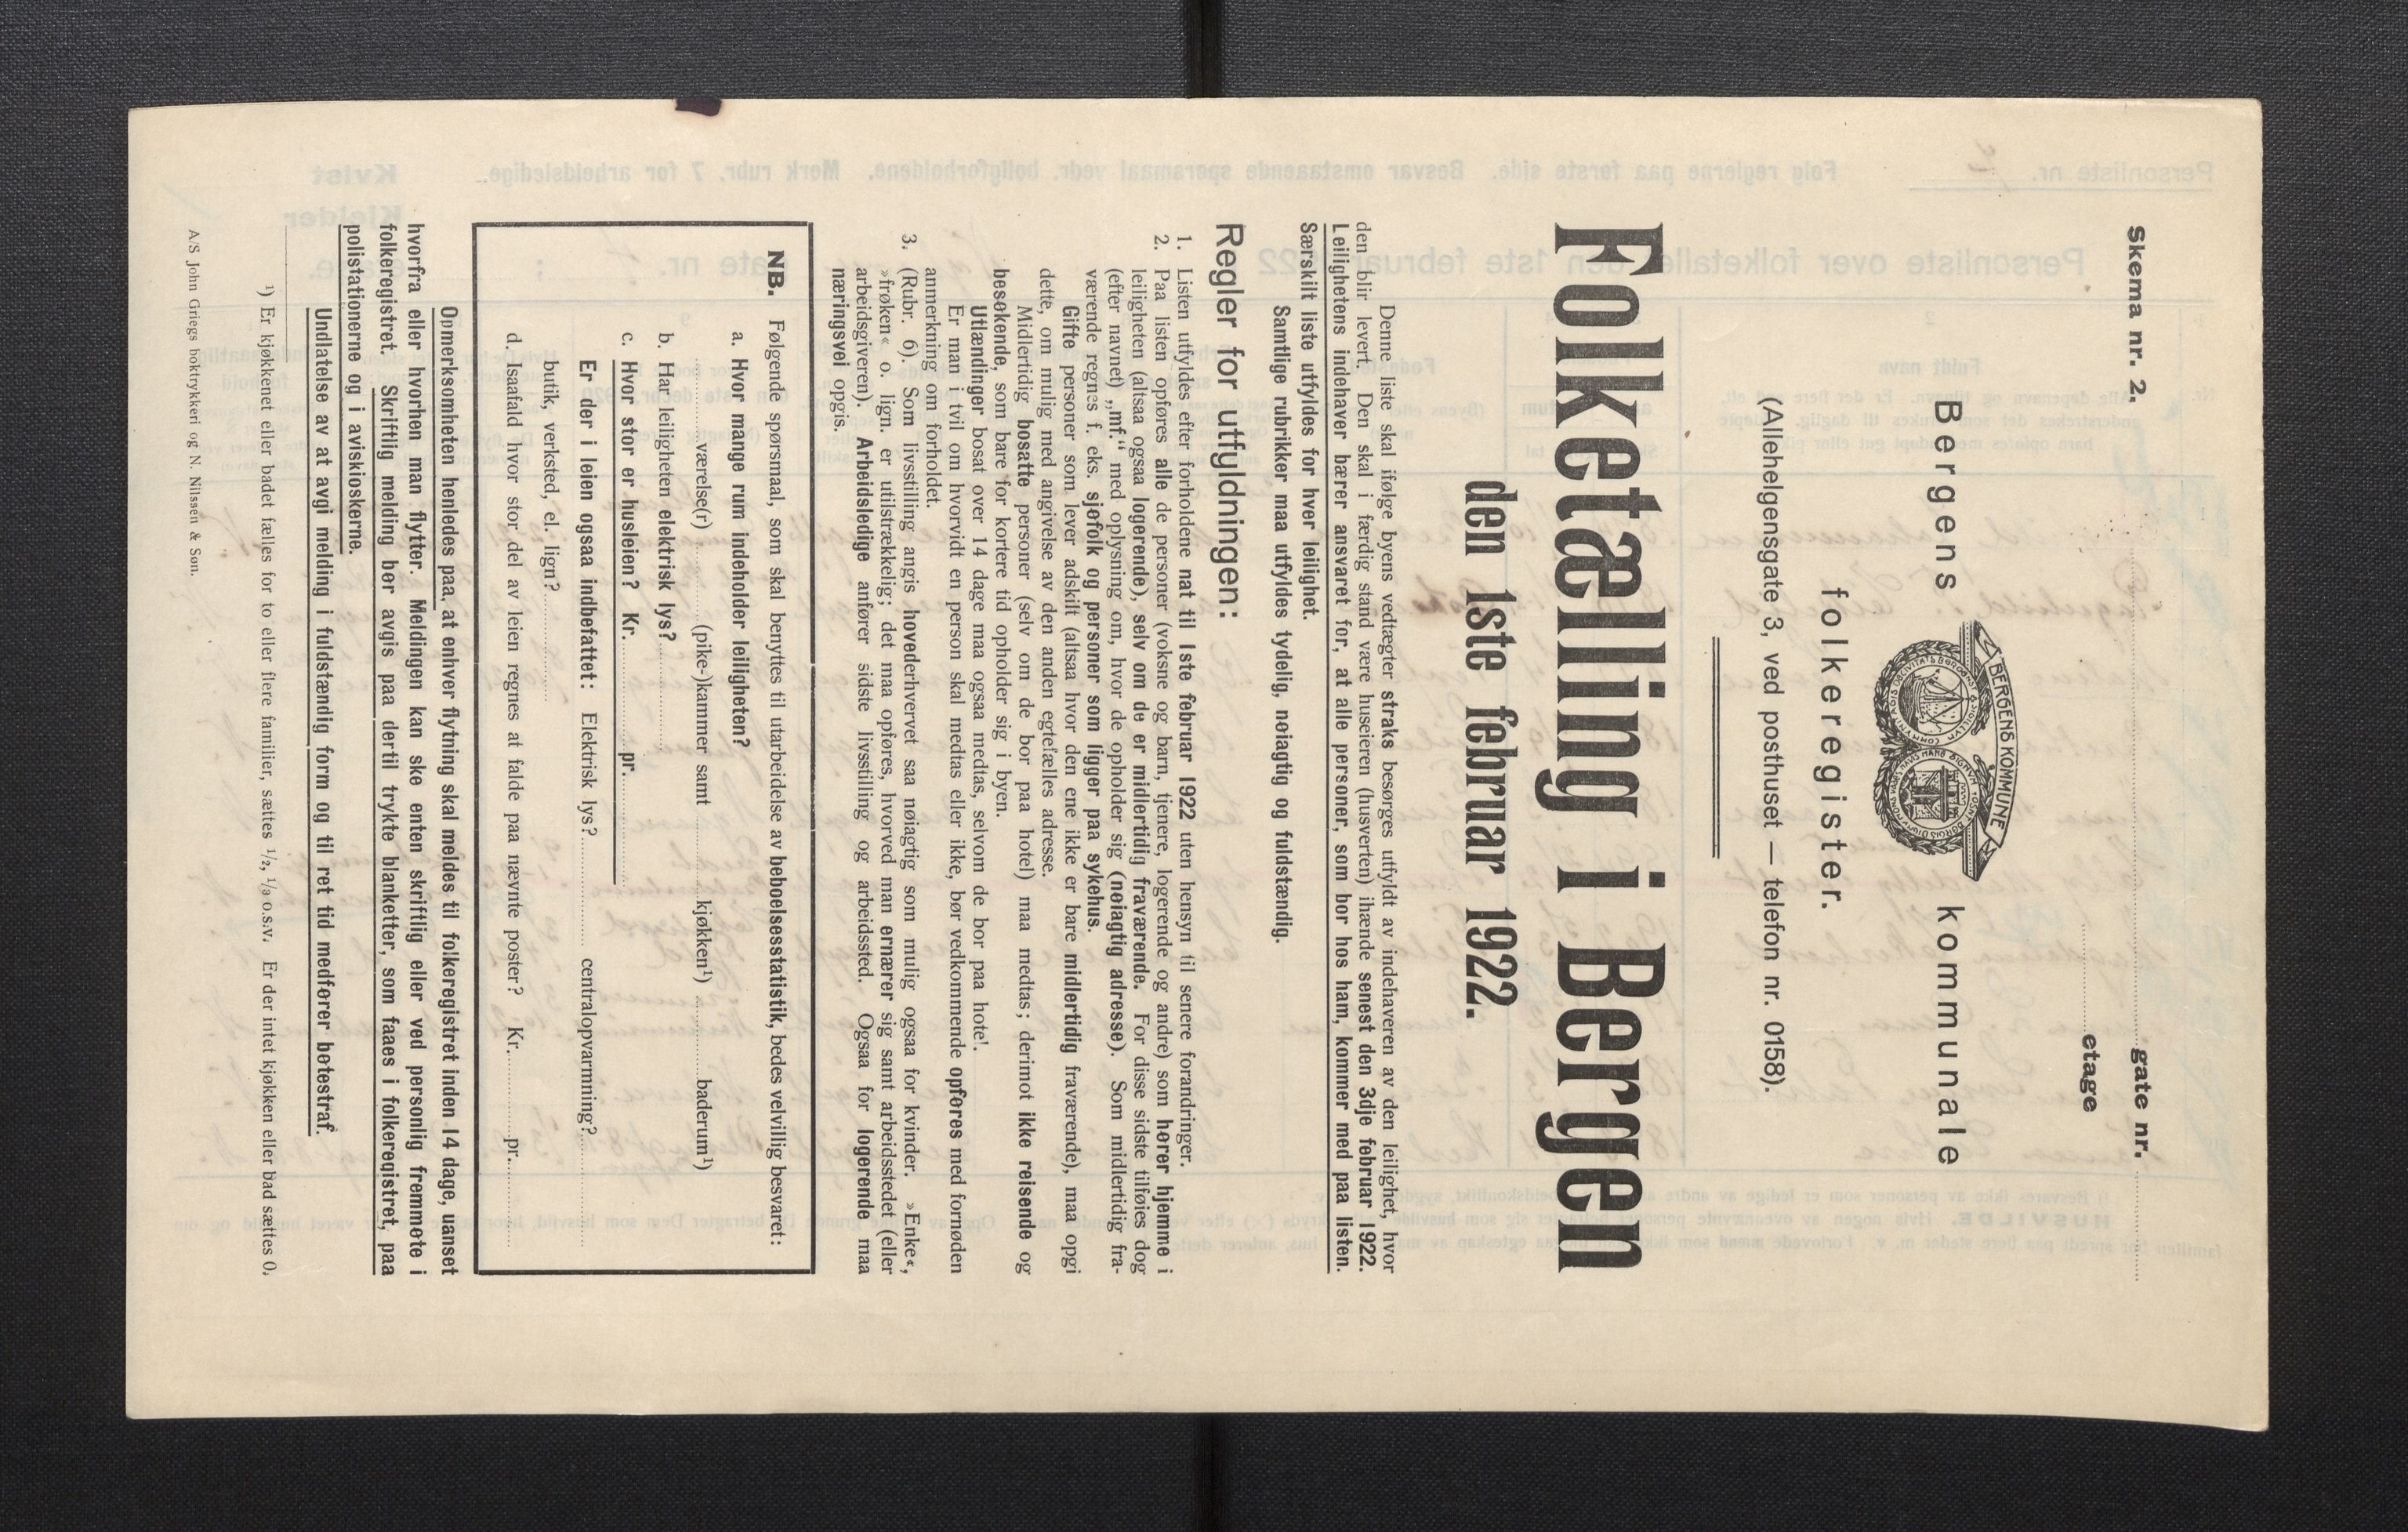 Skema nr. 2.
gate nr.
etage
Bergens kommunale
BERGENS KOMMUNE
folkeregister.
(Allehelgensgate 3, ved posthuset — telefon nr. 0158).
Folketælling i Bergen
den 1ste februar 1922.
Denne liste skal ifølge byens vedtægter straks besørges utfyldt av indehaveren av den leilighet, hvor
den blir levert. Den skal i færdig stand være huseieren (husverten) ihænde senest den 3dje februar 1922.
Leilighetens indehaver bærer ansvaret for, at alle personer, som bor hos ham, kommer med paa listen.
Særskilt liste utfyldes for hver leilighet.
Samtlige rubrikker maa utfyldes tydelig, nøiagtig og fuldstændig.
Regler for utfyldningen:
1. Listen utfyldes efter forholdene nat til 1ste februar 1922 uten hensyn til senere forandringer.
2. Paa listen opføres alle de personer (voksne og barn, tjenere, logerende og andre) som hører hjemme i
leiligheten (altsaa ogsaa logerende), selv om de er midlertidig fraværende. For disse sidste tilføies dog
(efter navnet) „mf.“ med oplysning om, hvor de opholder sig (nøiagtig adresse). Som midlertidig fra-
værende regnes f. eks. sjøfolk og personer som ligger paa sykehus.
Gifte personer som lever adskilt (altsaa hvor den ene ikke er bare midlertidig fraværende), maa opgi
dette, om mulig med angivelse av den anden egtefælles adresse.
Midlertidig bosatte personer (selv om de bor paa hotel) maa medtas; derimot ikke reisende og
besøkende, som bare for kortere tid opholder sig i byen.
Utlændinger bosat over 14 dage maa ogsaa medtas, selvom de bor paa hotel.
Er man i tvil om hvorvidt en person skal medtas eller ikke, bør vedkommende opføres med fornøden
anmerkning om forholdet.
3. (Rubr. 6). Som livsstilling angis hovederhvervet saa nøiagtig som mulig ogsaa for kvinder. »Enke«,
»frøken« o. lign. er utilstrækkelig; det maa opføres, hvorved man ernærer sig samt arbeidsstedet (eller
arbeidsgiveren). Arbeidsledige anfører sidste livsstilling og arbeidssted. Ogsaa for logerende maa
næringsvei opgis.
NB. Følgende spørsmaal, som skal benyttes til utarbeidelse av beboelsesstatistik, bedes velvillig besvaret:
a. Hvor mange rum indeholder leiligheten?
værelse(r) (pike-)kammer samt kjøkken¹) baderum¹)
b. Har leiligheten elektrisk lys?
c. Hvor stor er husleien? Kr. pr.
Er der i leien ogsaa indbefattet: Elektrisk lys? centralopvarmning?
butik, verksted, el. lign?
d. Isaafald hvor stor del av leien regnes at falde paa nævnte poster? Kr. pr.
Opmerksomheten henledes paa, at enhver flytning skal meldes til folkeregistret inden 14 dage, uanset
hvorfra eller hvorhen man flytter. Meldingen kan ske enten skriftlig eller ved personlig fremmøte i
folkeregistret. Skriftlig melding bør avgis paa dertil trykte blanketter, som faaes i folkeregistret, paa
polistationerne og i aviskioskerne.
Undlatelse av at avgi melding i fuldstændig form og til ret tid medfører bøtestraf.
¹) Er kjøkkenet eller badet fælles for to eller flere familier, sættes ¹/₂, ¹/₃ o.s.v. Er der intet kjøkken eller bad sættes 0.
A/S John Griegs boktrykkeri og N. Nilssen & Søn.